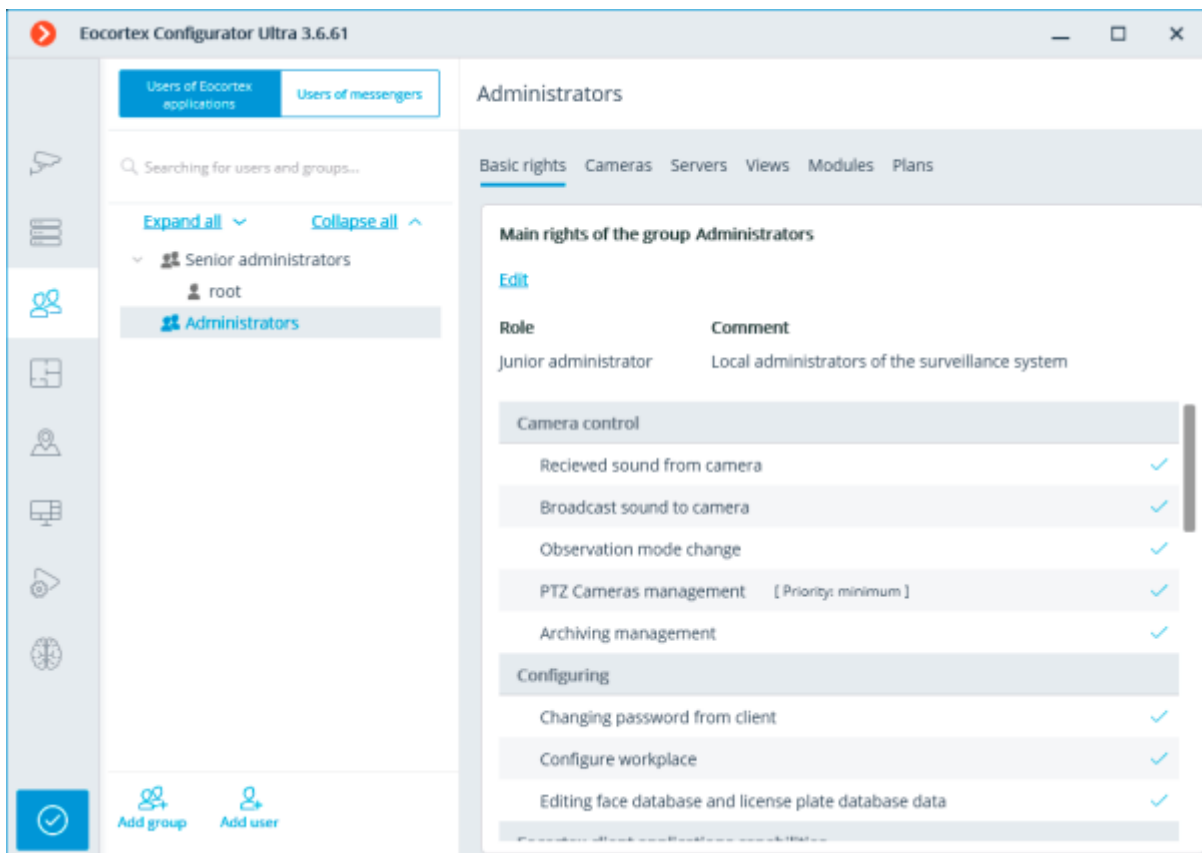 Eocortex Configurator Ultra 3.6.61
Users of Eocortex
applications
Users of messengers
Searching for users and groups...
Expand all
Collapse all
Senior administrators
root
Administrators
Add group
Add user
Administrators
Basic rights Cameras Servers Views Modules Plans
Main rights of the group Administrators
Edit
Role Comment
Junior administrator Local administrators of the surveillance system
Camera control
Recieved sound from camera
Broadcast sound to camera
Observation mode change
PTZ Cameras management [ Priority: minimum ]
Archiving management
Configuring
Changing password from client
Configure workplace
Editing face database and license plate database data
Eocortex client applications capabilities